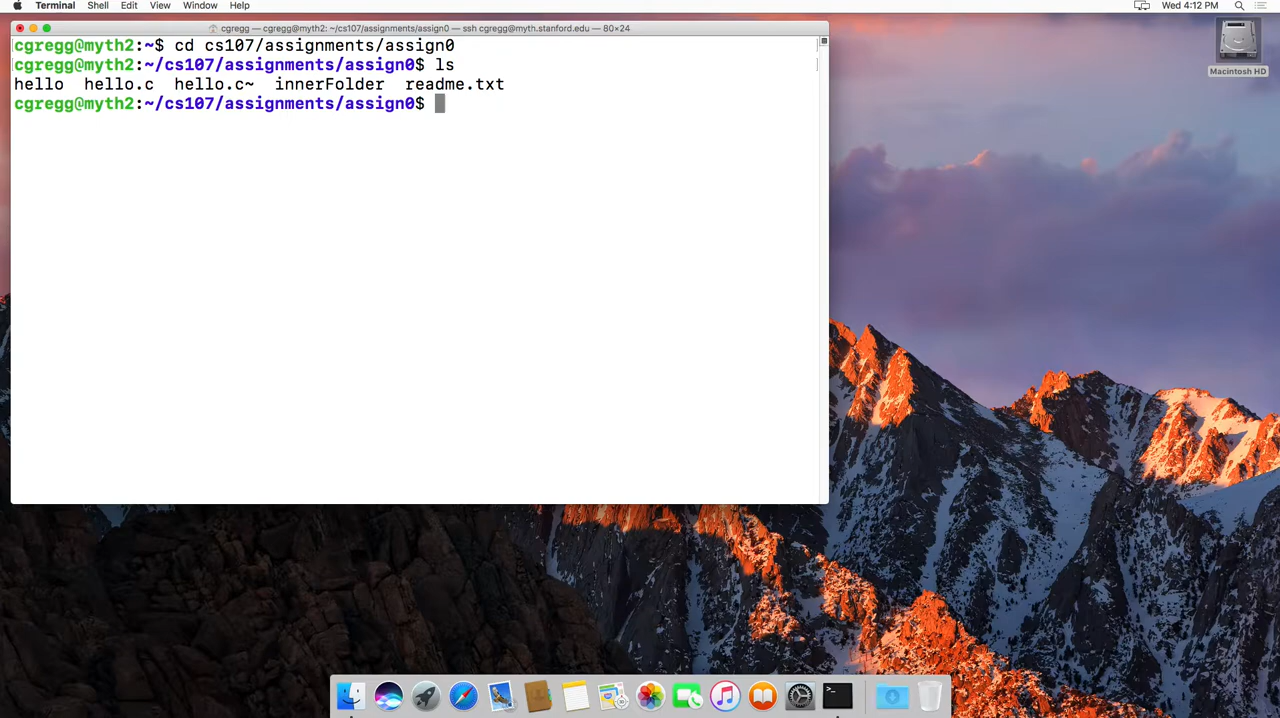 Terminal Shell Edit View Window Help Wed 4:12 PM
cgregg — cgregg@myth2: ~/cs107/assignments/assign0 — ssh cgregg@myth.stanford.edu — 80×24
cgregg@myth2:~$ cd cs107/assignments/assign0
cgregg@myth2:~/cs107/assignments/assign0$ ls
hello hello.c hello.c~ innerFolder readme.txt
cgregg@myth2:~/cs107/assignments/assign0$
Macintosh HD